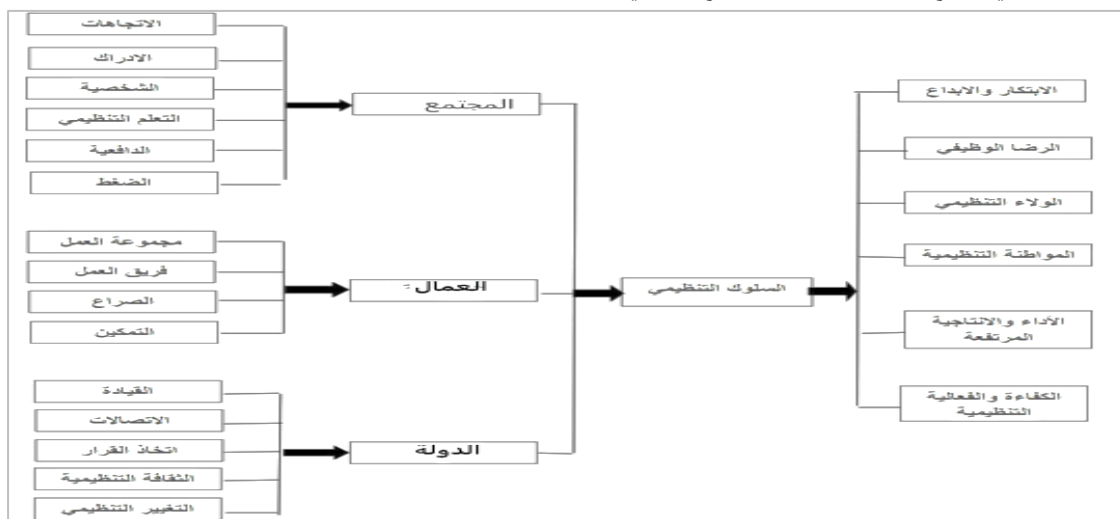 الاتجاهات
الادراك
الشخصية
التعلم التنظيمي
الدافعية
الضغط
المجتمع
مجموعة العمل
فريق العمل
الصراع
التمكين
العمال
القيادة
الاتصالات
اتخاذ القرار
الثقافة التنظيمية
التغيير التنظيمي
الدولة
السلوك التنظيمي
الابتكار والابداع
الرضا الوظيفي
الولاء التنظيمي
المواطنة التنظيمية
الأداء والانتاجية
المرتفعة
الكفاءة والفعالية
التنظيمية